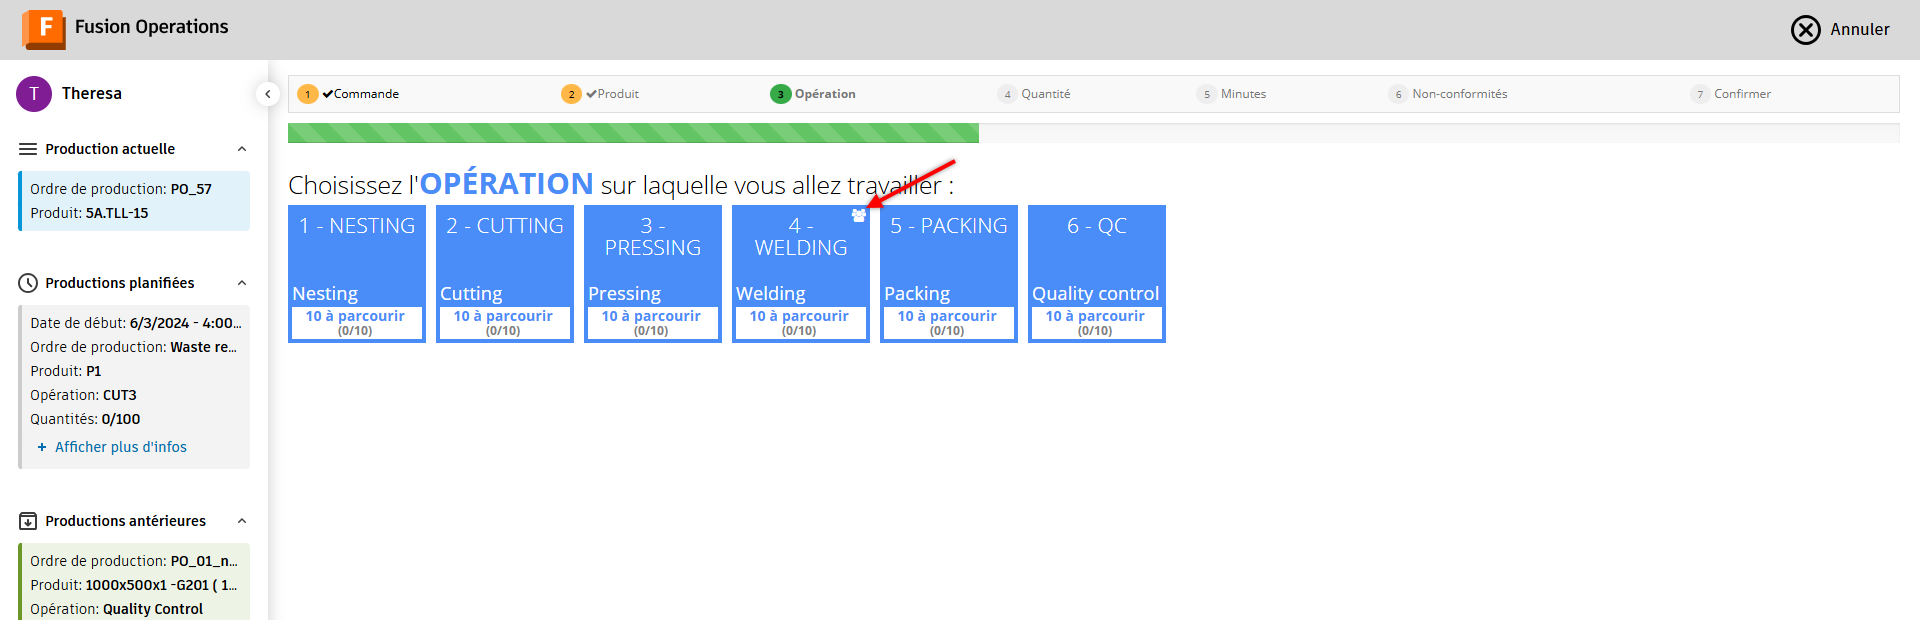 F Fusion Operations
Annuler
T Theresa
Production actuelle
Ordre de production: PO_57
Produit: 5A.TLL-15
Productions planifiées
Date de début: 6/3/2024 - 4:00...
Ordre de production: Waste re...
Produit: P1
Opération: CUT3
Quantités: 0/100
+ Afficher plus d'infos
Productions antérieures
Ordre de production: PO_01_n...
Produit: 1000x500x1 -G201 ( 1...
Opération: Quality Control
1 Commande 2 Produit 3 Opération 4 Quantité 5 Minutes 6 Non-conformités 7 Confirmer
Choisissez l'OPÉRATION sur laquelle vous allez travailler :
1 - NESTING
Nesting
10 à parcourir
(0/10)
2 - CUTTING
Cutting
10 à parcourir
(0/10)
3 -
PRESSING
Pressing
10 à parcourir
(0/10)
4 -
WELDING
Welding
10 à parcourir
(0/10)
5 - PACKING
Packing
10 à parcourir
(0/10)
6 - QC
Quality control
10 à parcourir
(0/10)